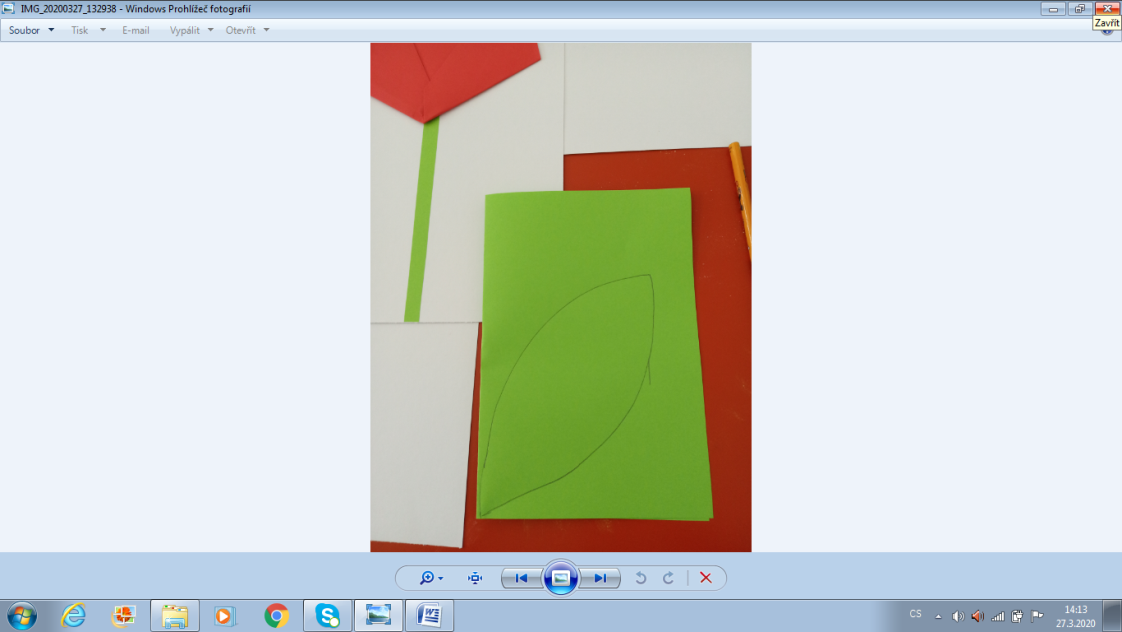 IMG_20200327_132938 - Windows Prohlížeč fotografií
Zavřít
Soubor Tisk E-mail Vypálit Otevřít
CS
14:13
27.3.2020